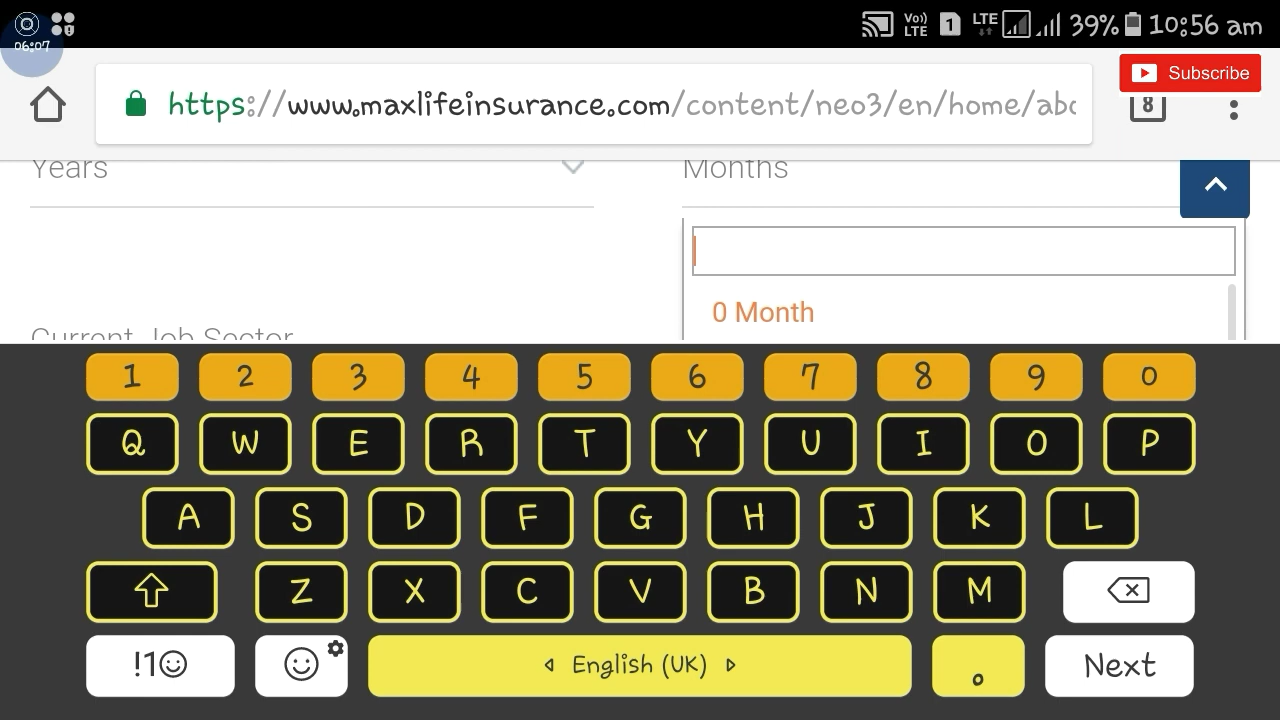 06:07
Vo))
LTE
1
LTE
39%
10:56 am
Subscribe
https://www.maxlifeinsurance.com/content/neo3/en/home/abo
8
Years
Months
0 Month
Current Job Sector
1 2 3 4 5 6 7 8 9 0
Q W E R T Y U I O P
A S D F G H J K L
Z X C V B N M
!1☺
English (UK)
.
Next